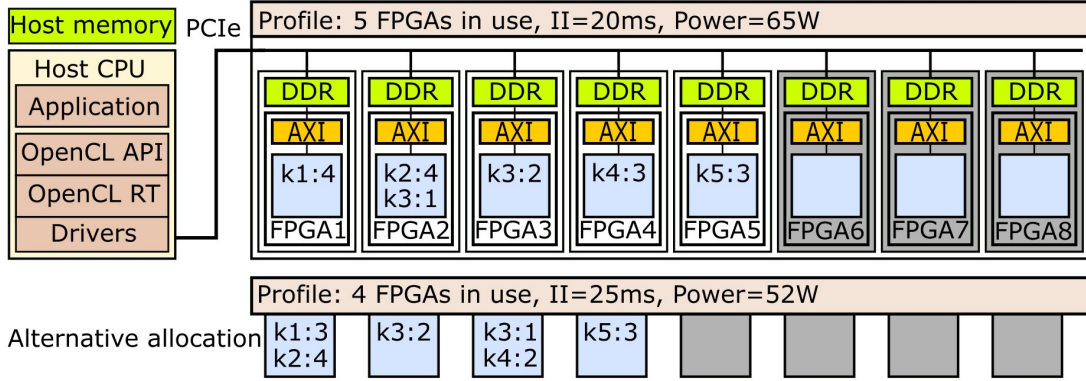 Host memory
PCIe
Profile: 5 FPGAs in use, II=20ms, Power=65W
Host CPU
Application
OpenCL API
OpenCL RT
Drivers
DDR DDR DDR DDR DDR DDR DDR DDR
AXI AXI AXI AXI AXI AXI AXI AXI
k1:4 k2:4 k3:2 k4:3 k5:3
k3:1
FPGA1 FPGA2 FPGA3 FPGA4 FPGA5 FPGA6 FPGA7 FPGA8
Profile: 4 FPGAs in use, II=25ms, Power=52W
Alternative allocation
k1:3 k3:2 k3:1 k5:3
k2:4 k4:2